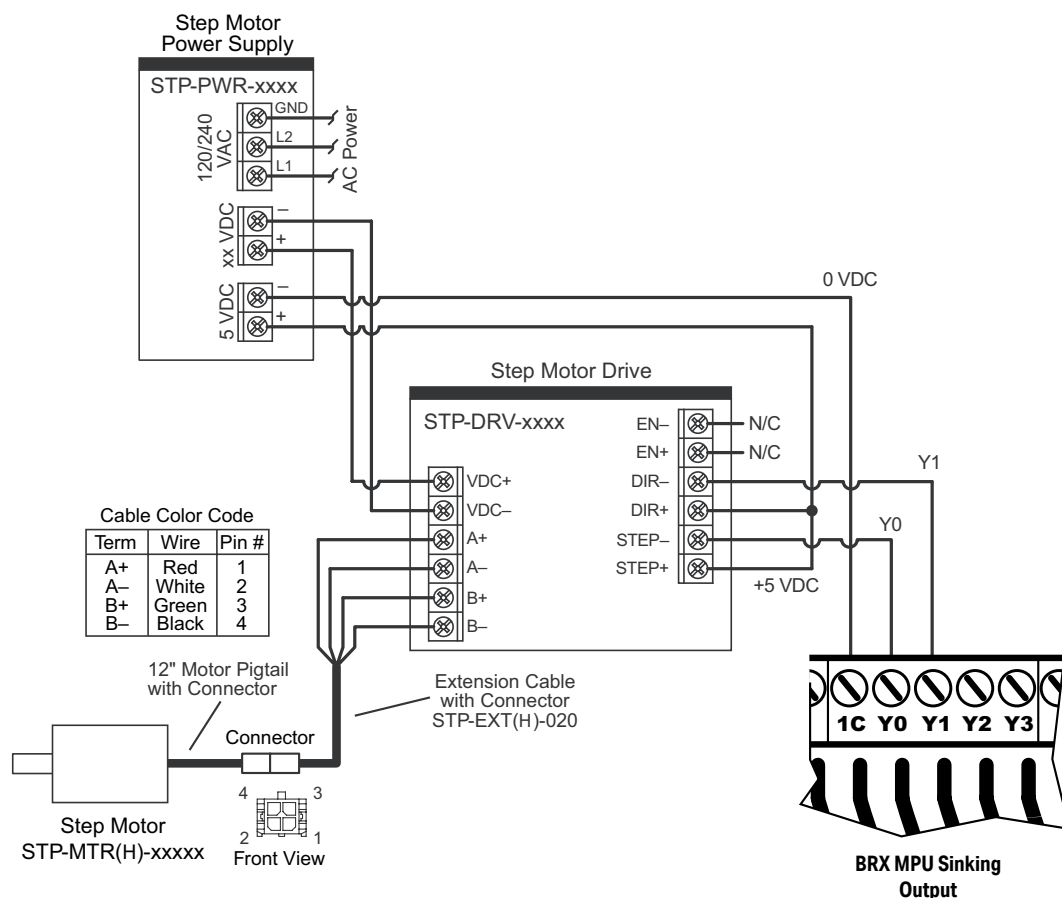 Step Motor
Power Supply
STP-PWR-xxxx
120/240
VAC
GND
L2
L1
AC Power
xx VDC
–
+
5 VDC
–
+
0 VDC
Step Motor Drive
STP-DRV-xxxx
EN–
N/C
EN+
N/C
VDC+
DIR–
Y1
VDC–
DIR+
A+
STEP–
Y0
A–
STEP+
+5 VDC
B+
B–
Cable Color Code
Term Wire Pin #
A+ Red 1
A– White 2
B+ Green 3
B– Black 4
12" Motor Pigtail
with Connector
Extension Cable
with Connector
STP-EXT(H)-020
Connector
4 3
2 1
Front View
Step Motor
STP-MTR(H)-xxxxx
1C Y0 Y1 Y2 Y3
BRX MPU Sinking
Output